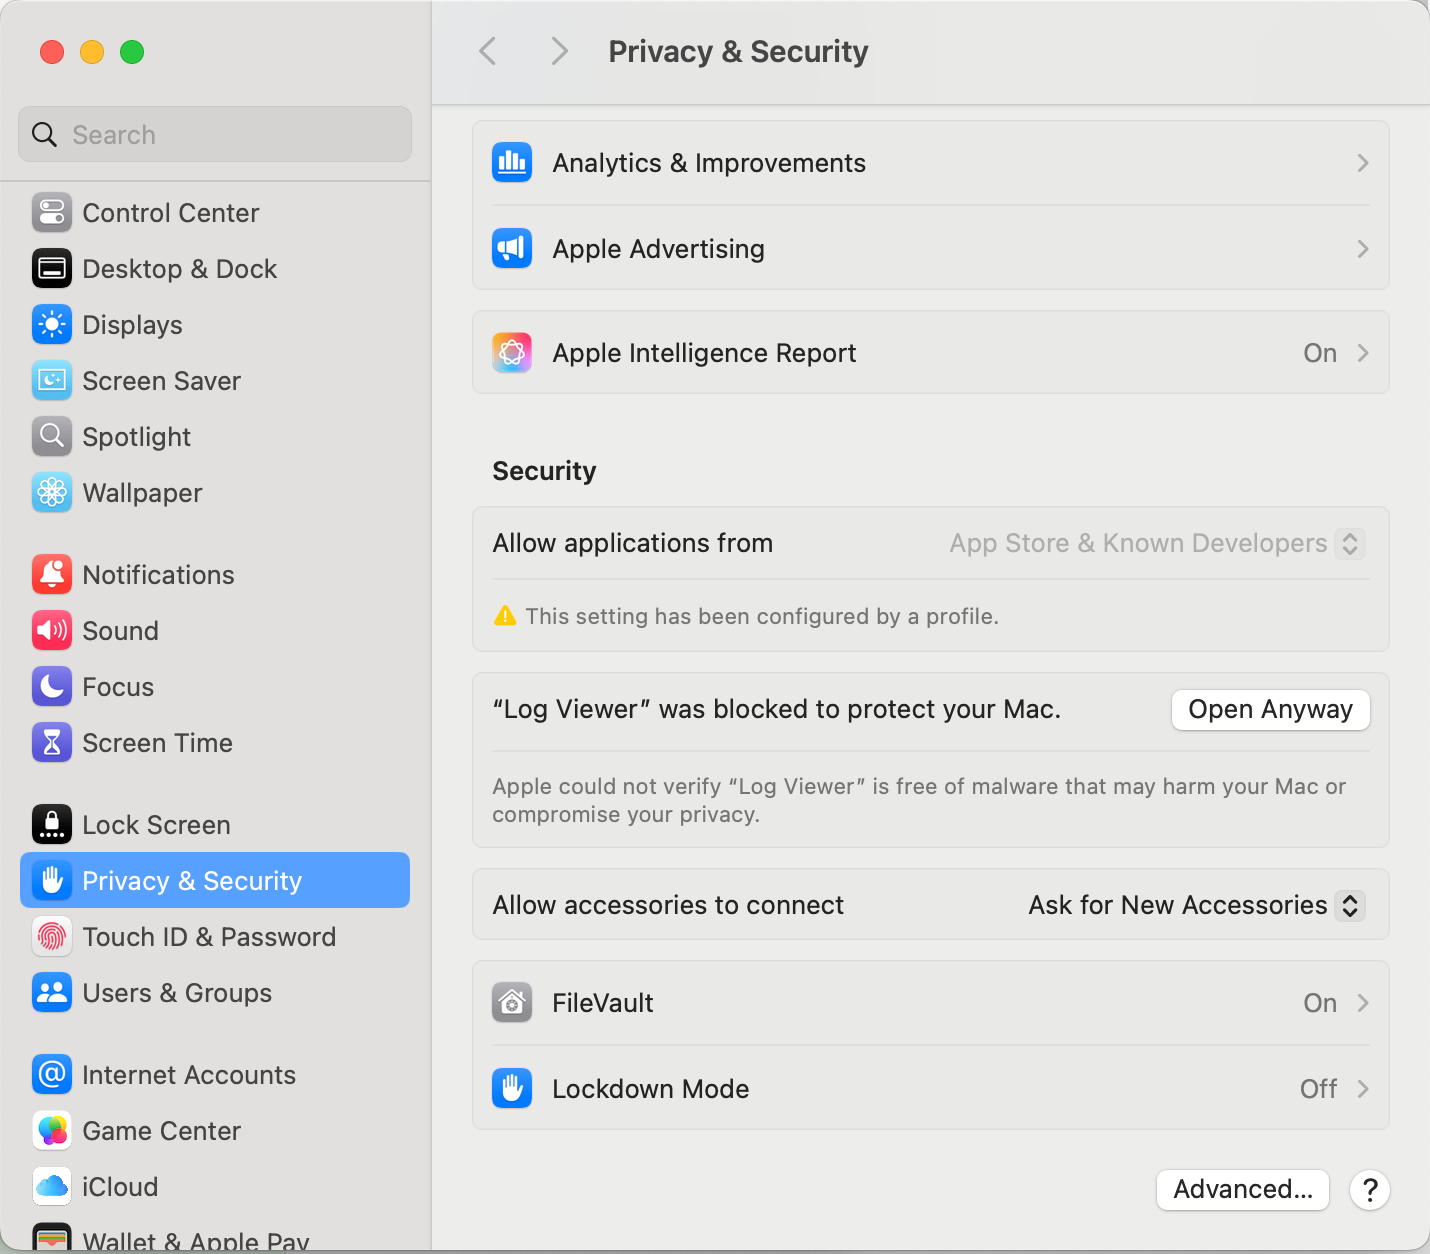 Search
Control Center
Desktop & Dock
Displays
Screen Saver
Spotlight
Wallpaper
Notifications
Sound
Focus
Screen Time
Lock Screen
Privacy & Security
Touch ID & Password
Users & Groups
Internet Accounts
Game Center
iCloud
Wallet & Apple Pay
Privacy & Security
Analytics & Improvements
Apple Advertising
Apple Intelligence Report On
Security
Allow applications from App Store & Known Developers
This setting has been configured by a profile.
“Log Viewer” was blocked to protect your Mac. Open Anyway
Apple could not verify “Log Viewer” is free of malware that may harm your Mac or
compromise your privacy.
Allow accessories to connect Ask for New Accessories
FileVault On
Lockdown Mode Off
Advanced... ?